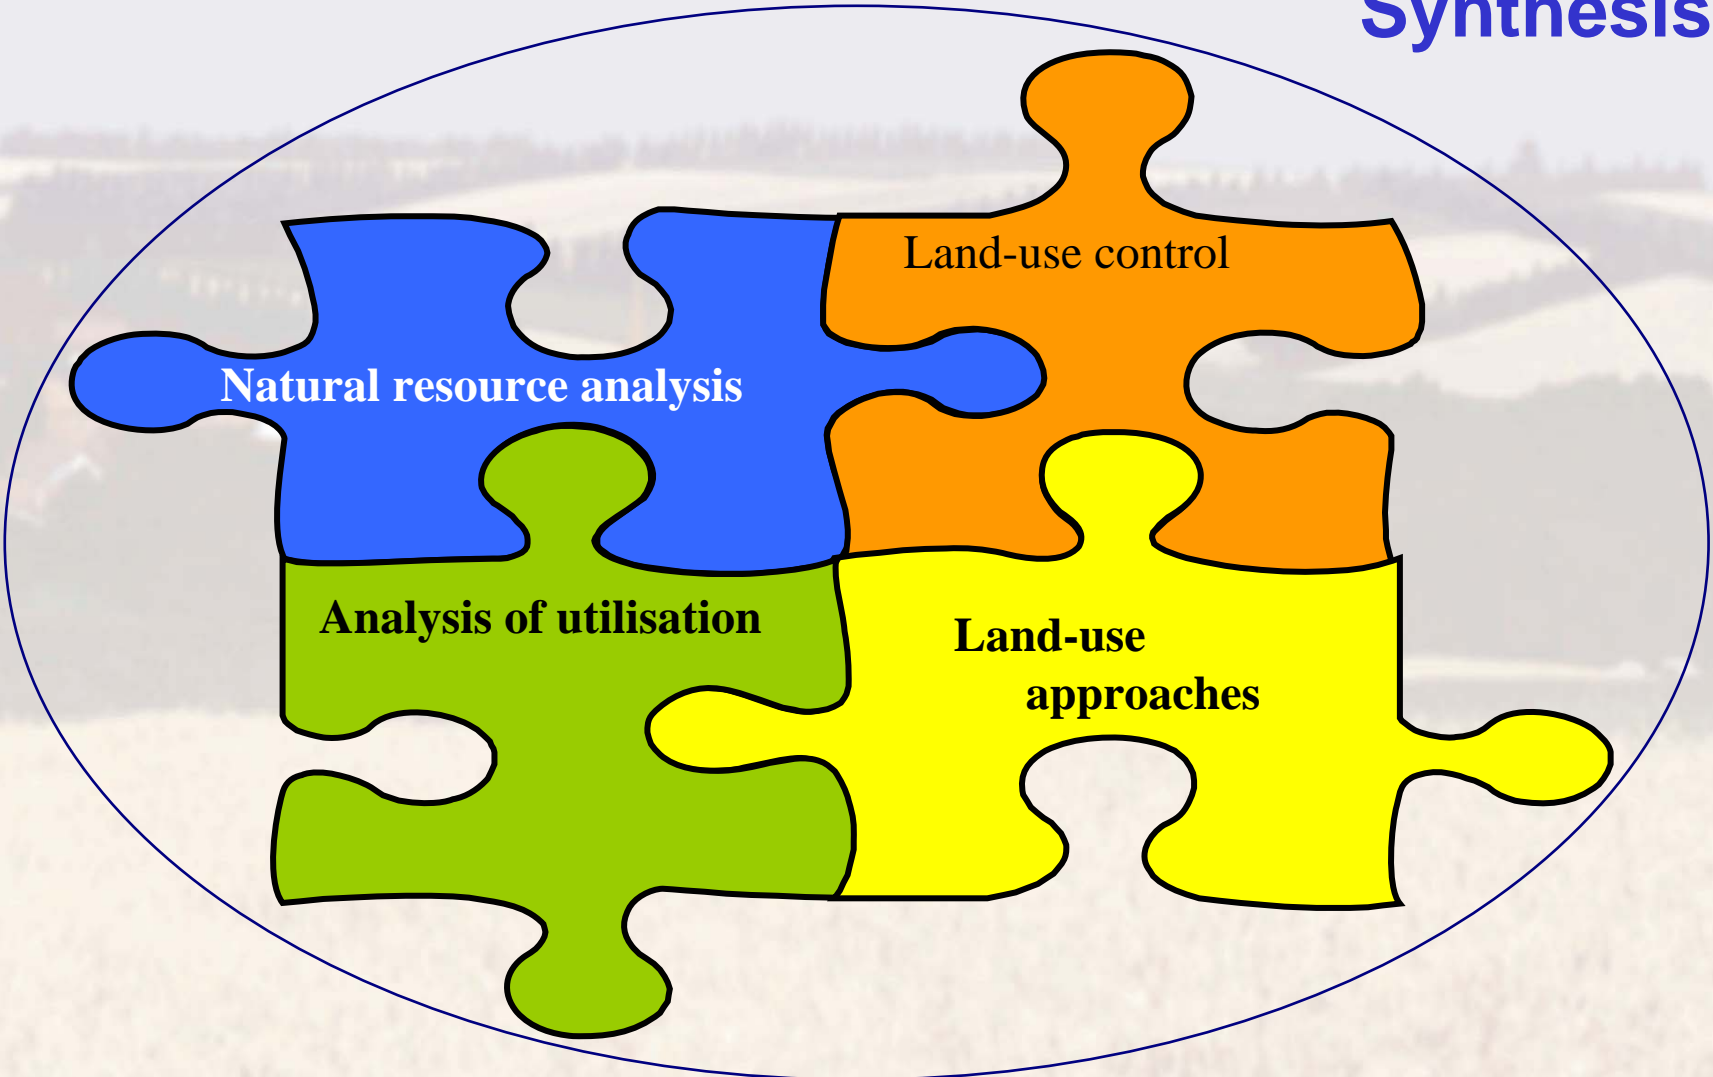 Synthesis
Land-use control
Natural resource analysis
Analysis of utilisation
Land-use
approaches